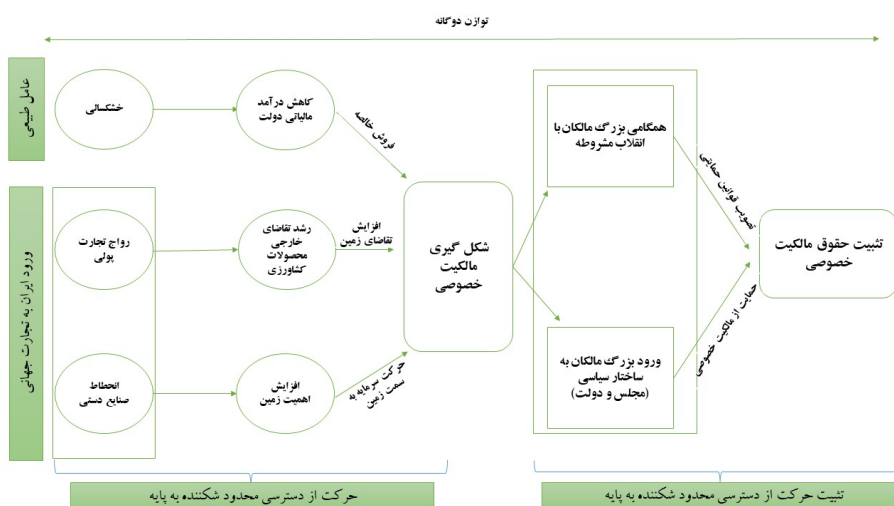 توازن دوگانه
عامل طبیعی
خشکسالی
کاهش درآمد
مالیاتی دولت
فروش خالصه
ورود ایران به تجارت جهانی
رواج تجارت
پولی
رشد تقاضای
خارجی
محصولات
کشاورزی
افزایش
تقاضای زمین
انحطاط
صنایع دستی
افزایش
اهمیت زمین
حرکت سرمایه به
سمت زمین
شکل گیری
مالکیت
خصوصی
همگامی بزرگ مالکان با
انقلاب مشروطه
تصویب قوانین حمایتی
ورود بزرگ مالکان به
ساختار سیاسی
(مجلس و دولت)
حمایت از مالکیت خصوصی
تثبیت حقوق مالکیت
خصوصی
حرکت از دسترسی محدود شکننده به پایه
تثبیت حرکت از دسترسی محدود شکننده به پایه